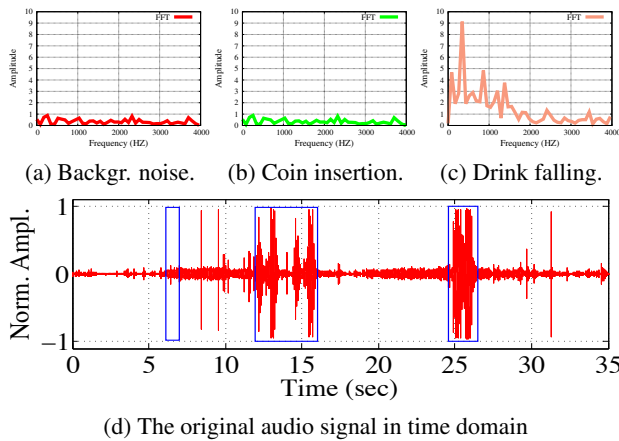 FFT FFT FFT
10 9 8 7 6 5 4 3 2 1 0
Amplitude
0 1000 2000 3000 4000
Frequency (HZ)
10 9 8 7 6 5 4 3 2 1 0
Amplitude
0 1000 2000 3000 4000
Frequency (HZ)
10 9 8 7 6 5 4 3 2 1 0
Amplitude
0 1000 2000 3000 4000
Frequency (HZ)
(a) Backgr. noise. (b) Coin insertion. (c) Drink falling.
Norm. Ampl.
1
0
−1
0 5 10 15 20 25 30 35
Time (sec)
(d) The original audio signal in time domain